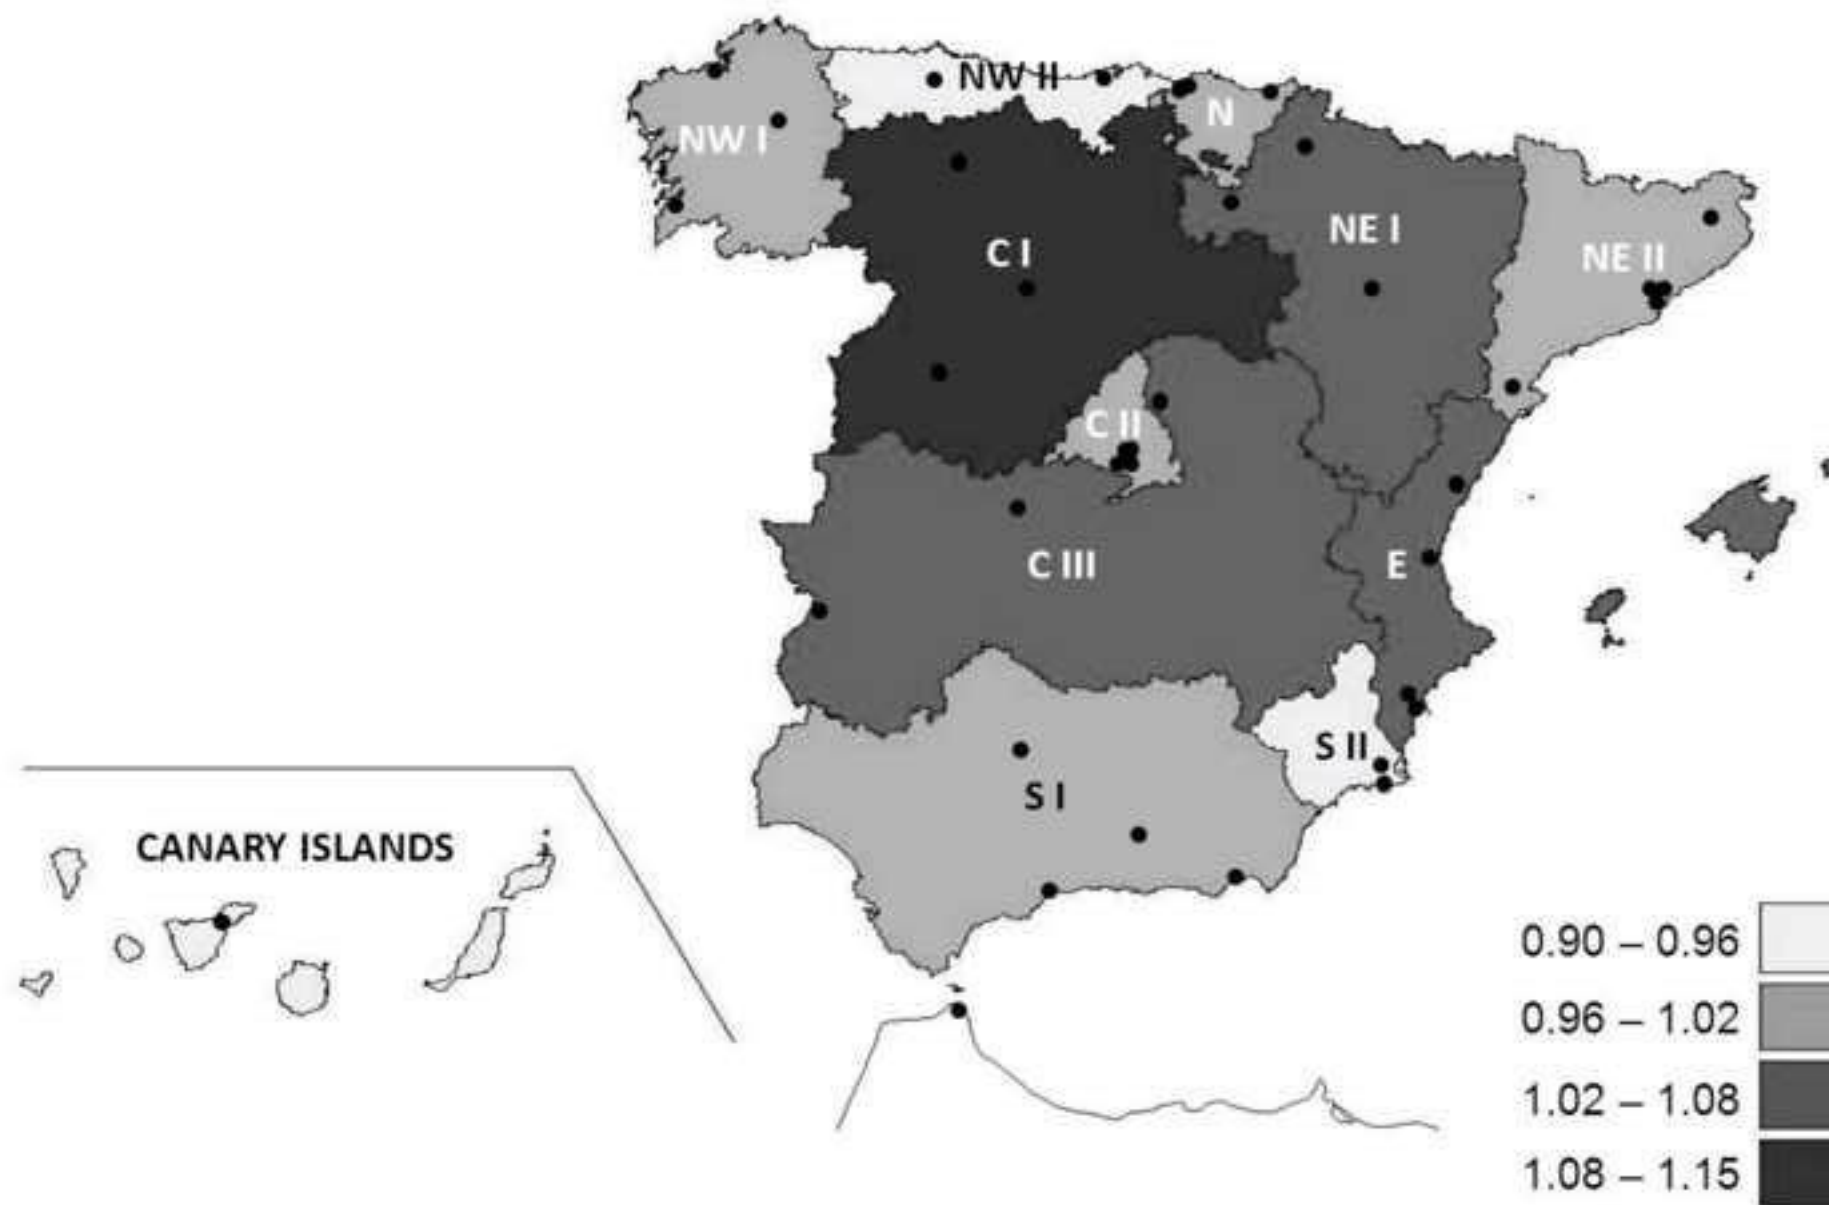 NW II
N
NW I
NE I
C I
NE II
C II
C III
E
S II
S I
CANARY ISLANDS
0.90 – 0.96
0.96 – 1.02
1.02 – 1.08
1.08 – 1.15